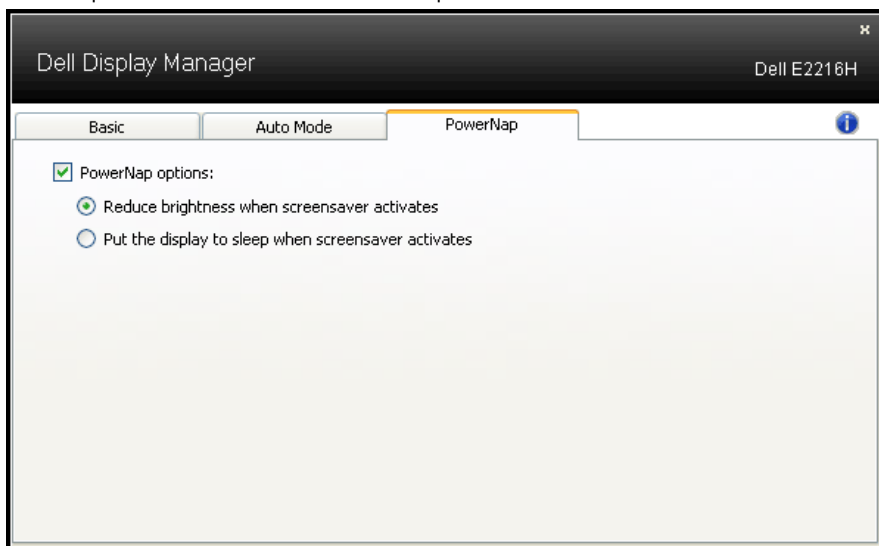 x
Dell Display Manager
Dell E2216H
Basic Auto Mode PowerNap i
PowerNap options:
Reduce brightness when screensaver activates
Put the display to sleep when screensaver activates